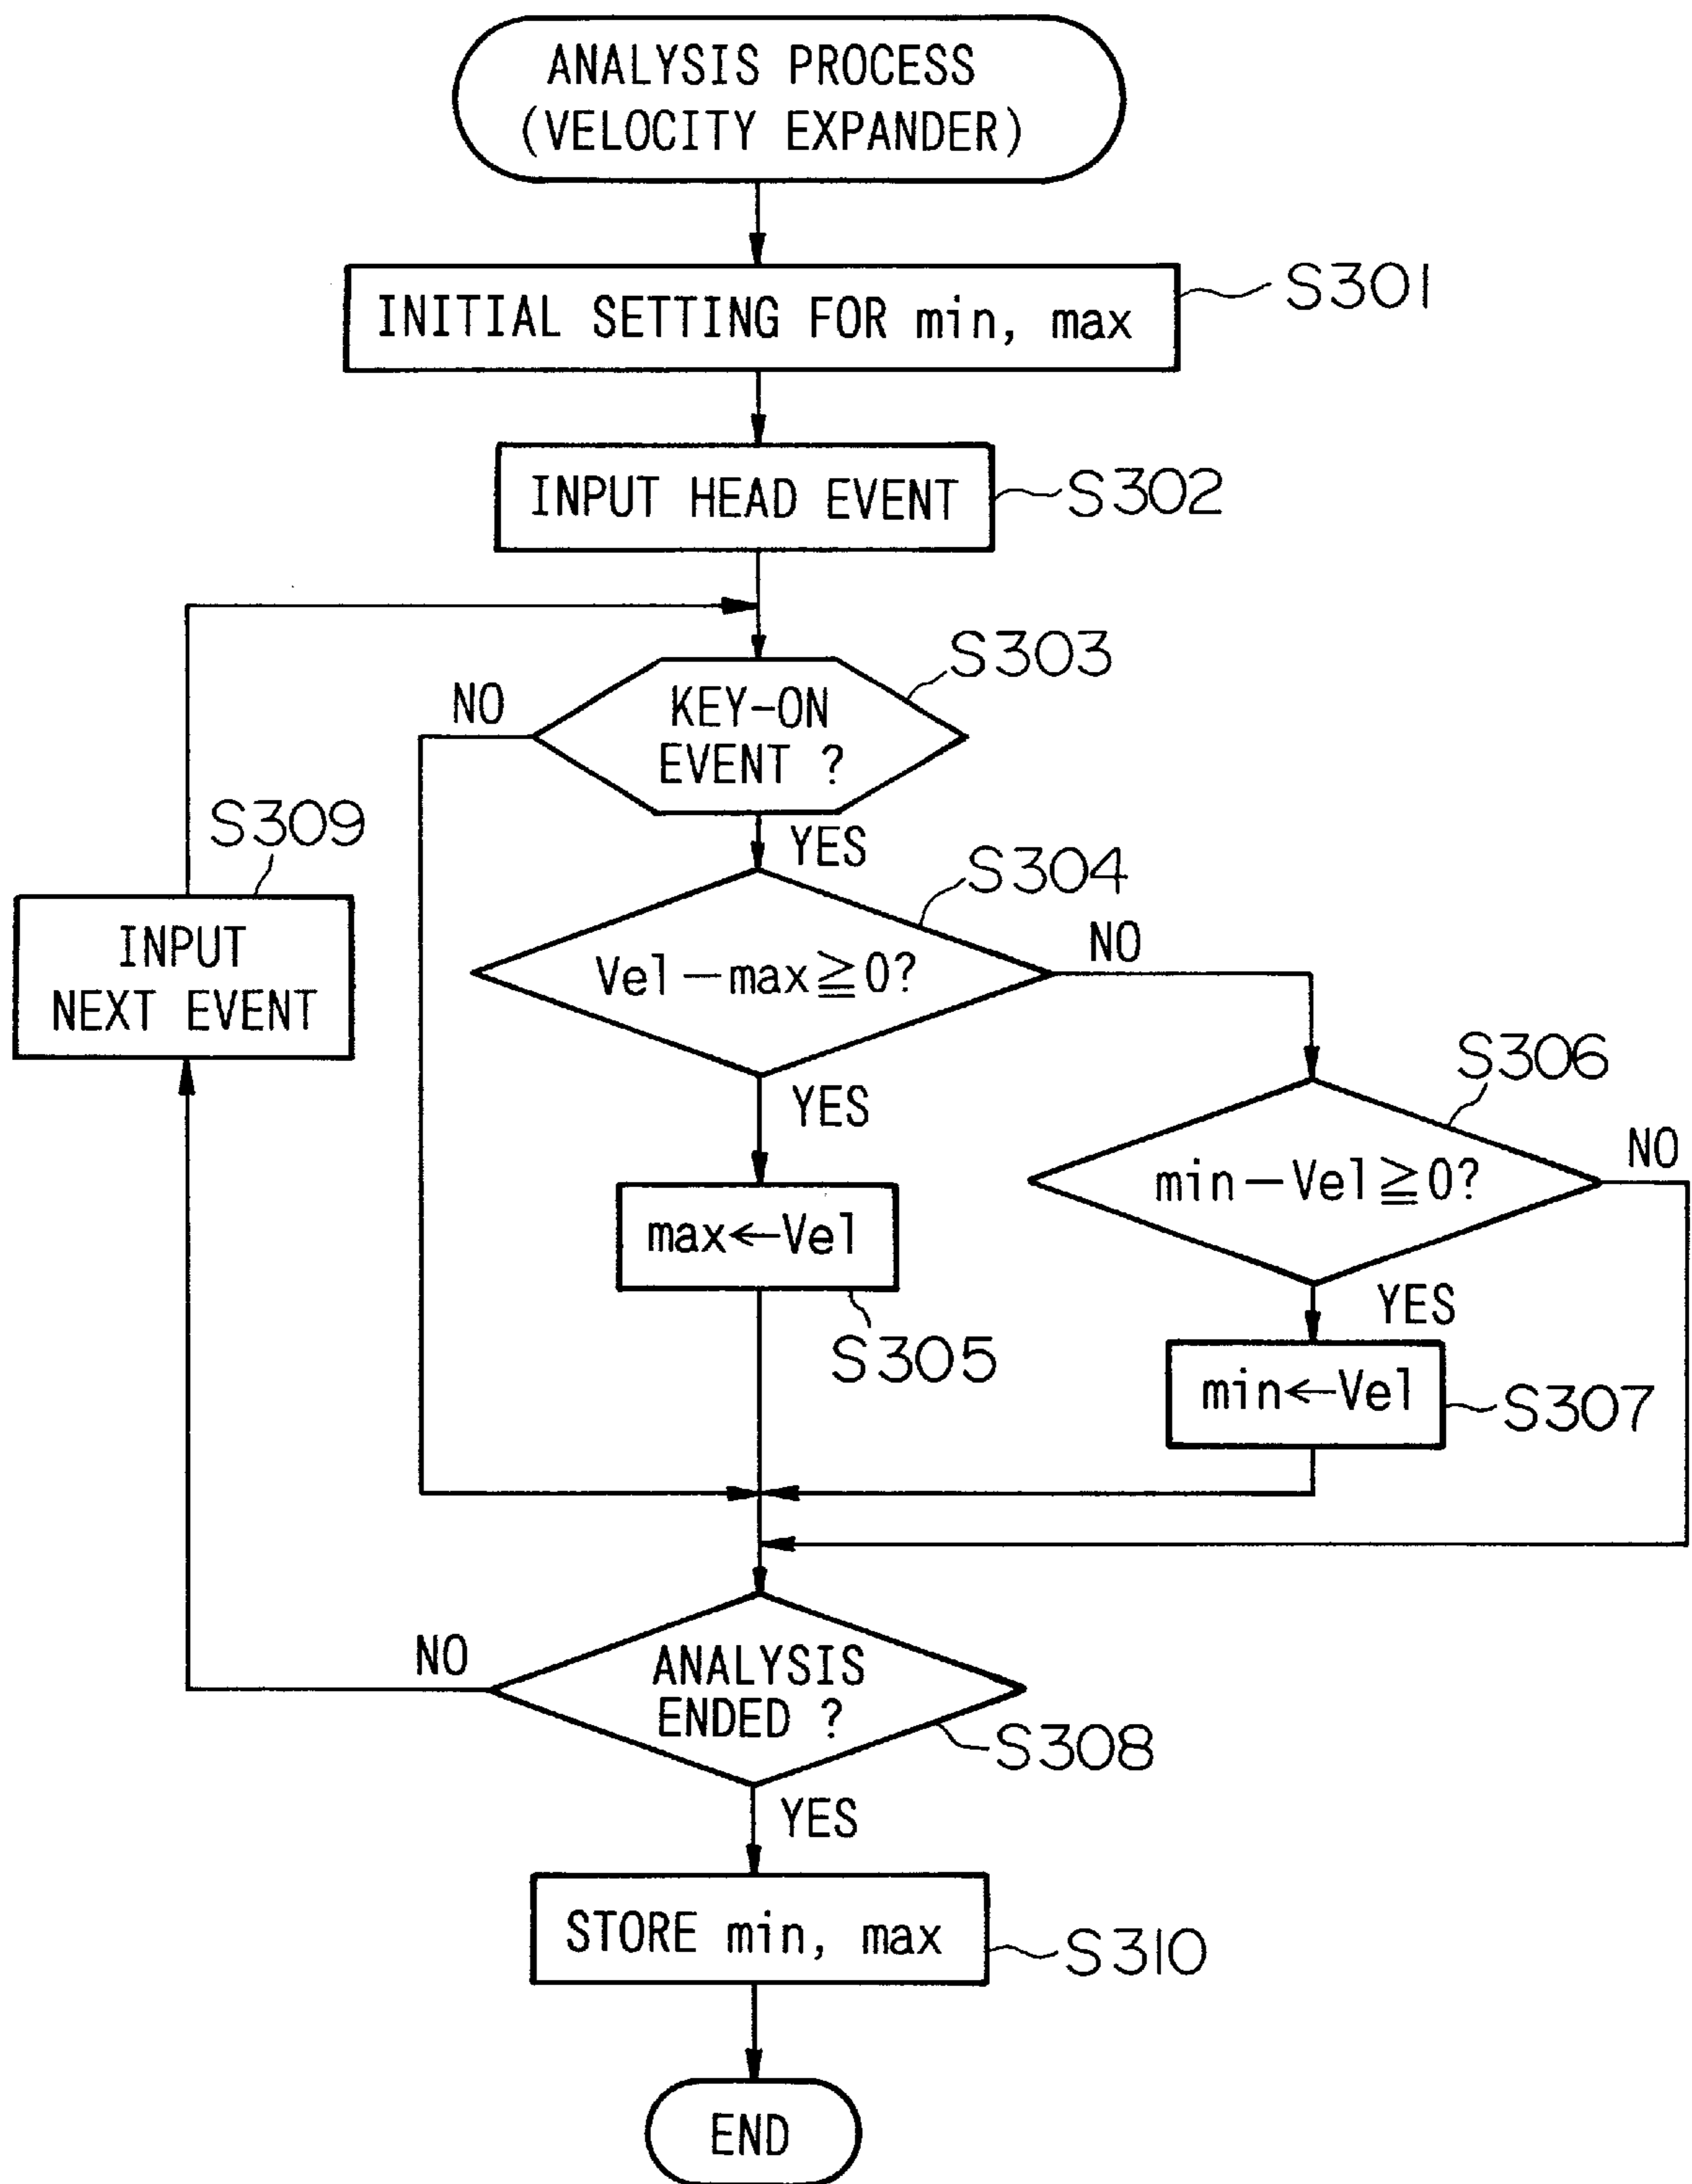 ANALYSIS PROCESS
(VELOCITY EXPANDER)
S301
INITIAL SETTING FOR min, max
INPUT HEAD EVENT
S302
S303
NO
KEY-ON
EVENT ?
YES
S309
INPUT
NEXT EVENT
S304
Vel－max≧0?
NO
YES
S306
min－Vel≧0?
NO
YES
max←Vel
S305
min←Vel
S307
NO
ANALYSIS
ENDED ?
S308
YES
STORE min, max
S310
END